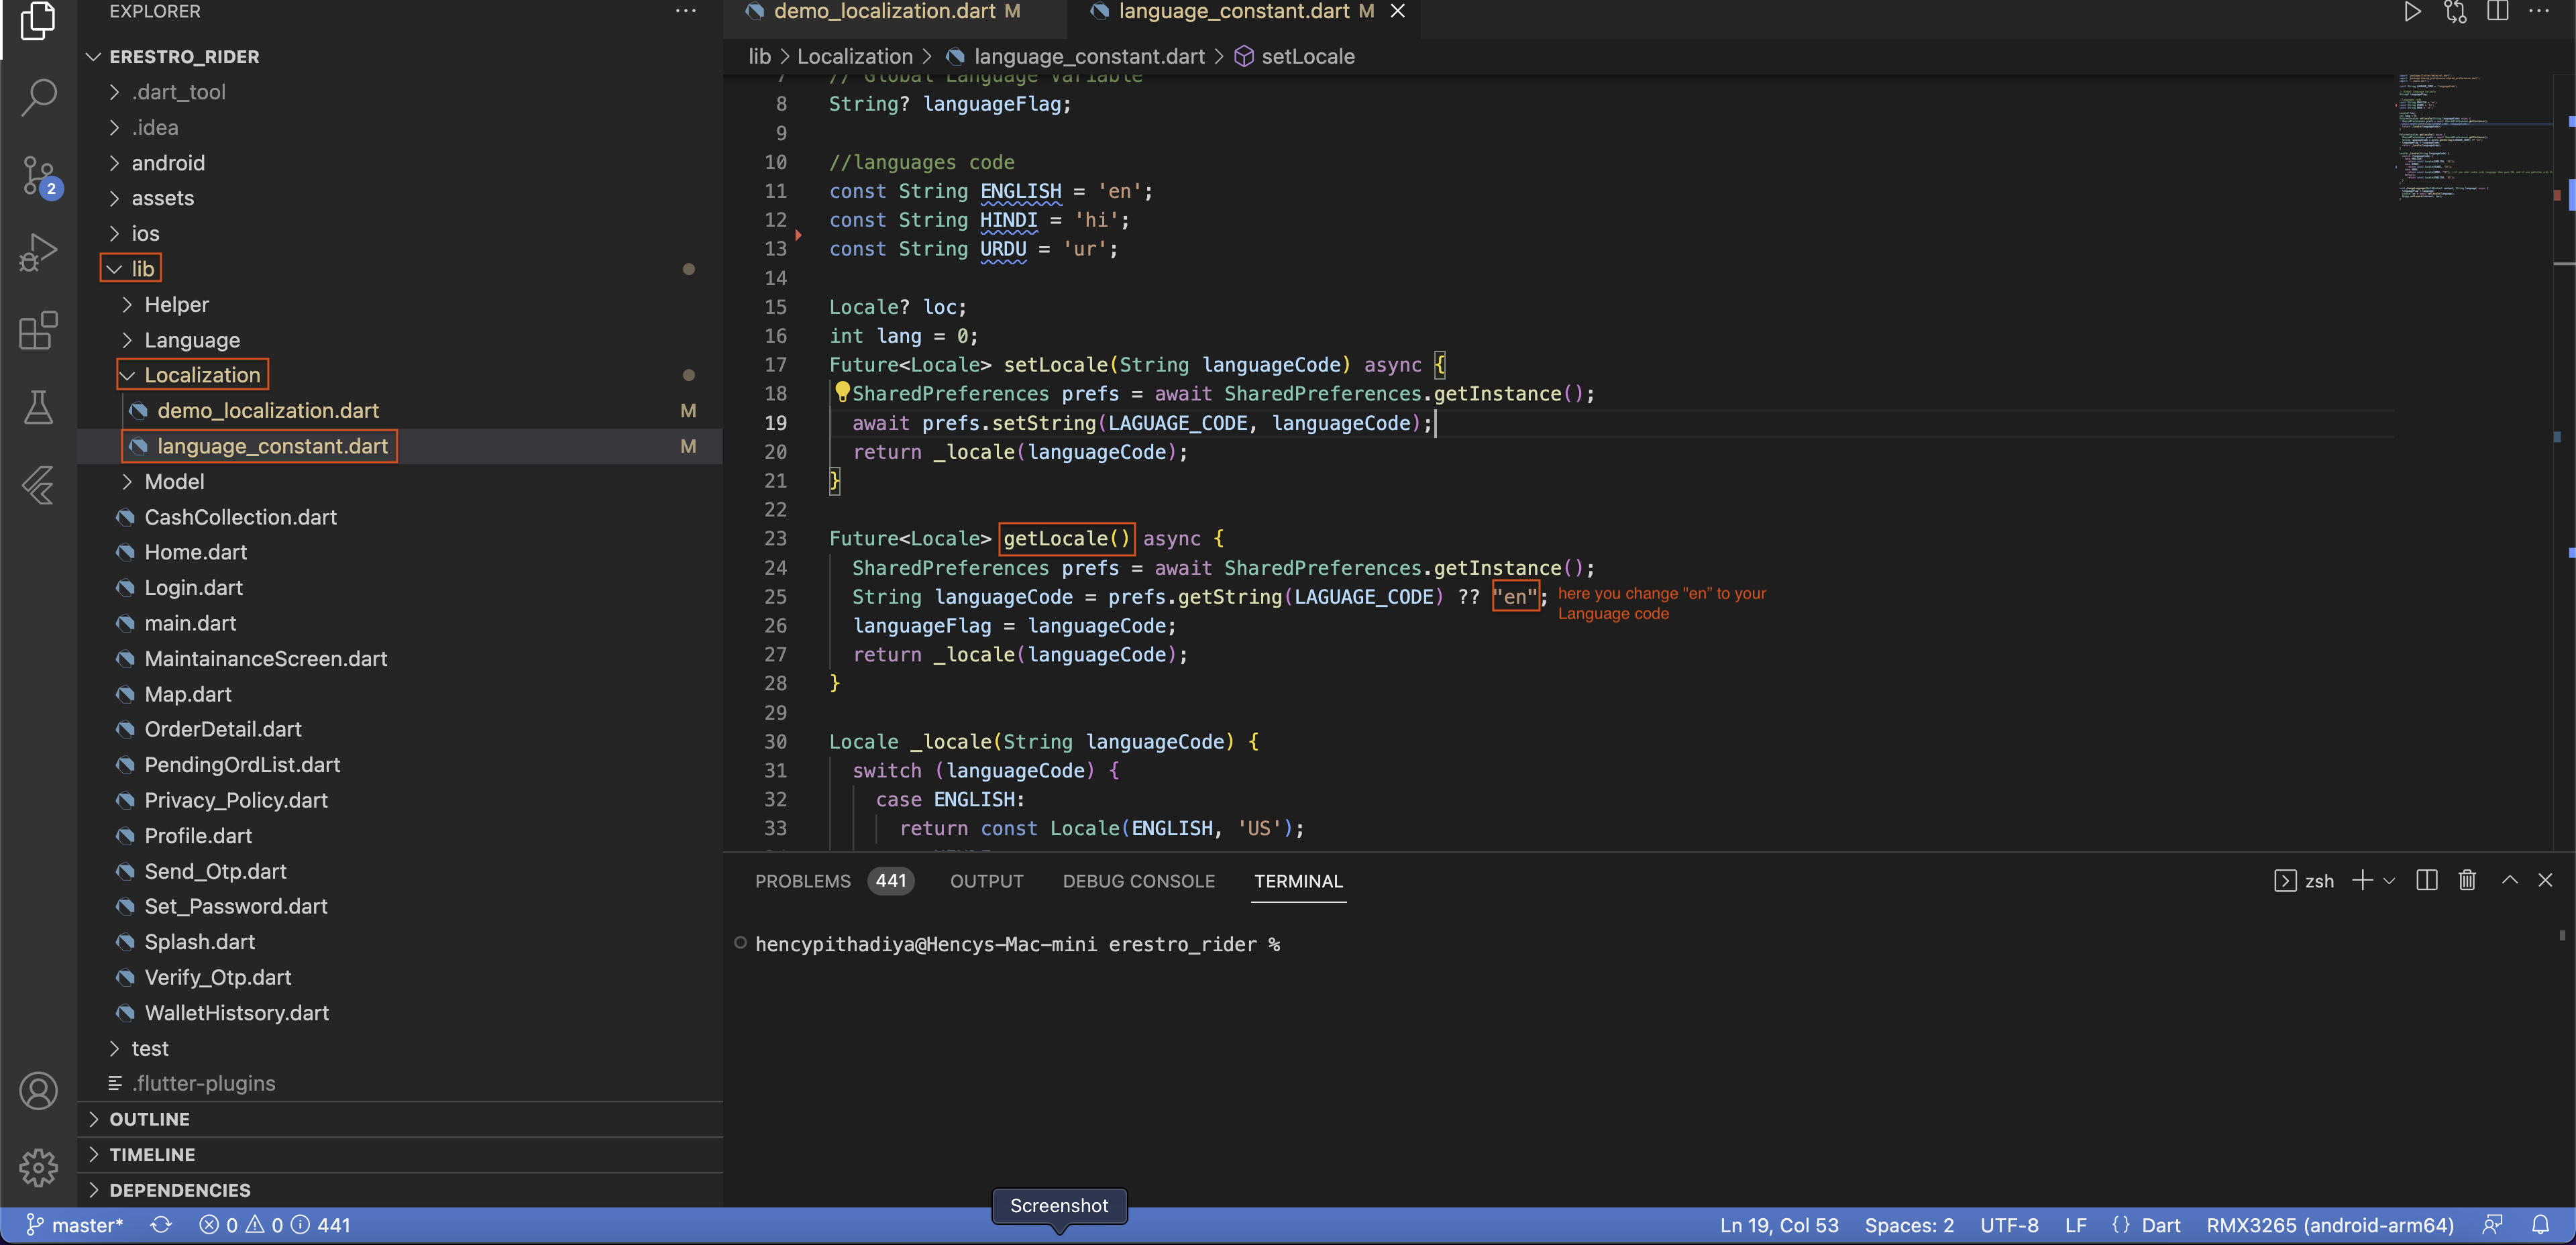 EXPLORER
ERESTRO_RIDER
.dart_tool
.idea
android
assets
ios
lib
Helper
Language
Localization
demo_localization.dart M
language_constant.dart M
Model
CashCollection.dart
Home.dart
Login.dart
main.dart
MaintainanceScreen.dart
Map.dart
OrderDetail.dart
PendingOrdList.dart
Privacy_Policy.dart
Profile.dart
Send_Otp.dart
Set_Password.dart
Splash.dart
Verify_Otp.dart
WalletHistsory.dart
test
.flutter-plugins
OUTLINE
TIMELINE
DEPENDENCIES
2
demo_localization.dart M
language_constant.dart M
lib > Localization > language_constant.dart > setLocale
7 // Global Language Variable
8 String? languageFlag;
9
10 //languages code
11 const String ENGLISH = 'en';
12 const String HINDI = 'hi';
13 const String URDU = 'ur';
14
15 Locale? loc;
16 int lang = 0;
17 Future<Locale> setLocale(String languageCode) async {
18 SharedPreferences prefs = await SharedPreferences.getInstance();
19 await prefs.setString(LAGUAGE_CODE, languageCode);
20 return _locale(languageCode);
21 }
22
23 Future<Locale> getLocale() async {
24 SharedPreferences prefs = await SharedPreferences.getInstance();
25 String languageCode = prefs.getString(LAGUAGE_CODE) ?? "en";
here you change "en" to your
Language code
26 languageFlag = languageCode;
27 return _locale(languageCode);
28 }
29
30 Locale _locale(String languageCode) {
31 switch (languageCode) {
32 case ENGLISH:
33 return const Locale(ENGLISH, 'US');
PROBLEMS 441 OUTPUT DEBUG CONSOLE TERMINAL
zsh
hencypithadiya@Hencys-Mac-mini erestro_rider %
Screenshot
master* 0 0 441
Ln 19, Col 53 Spaces: 2 UTF-8 LF {} Dart RMX3265 (android-arm64)